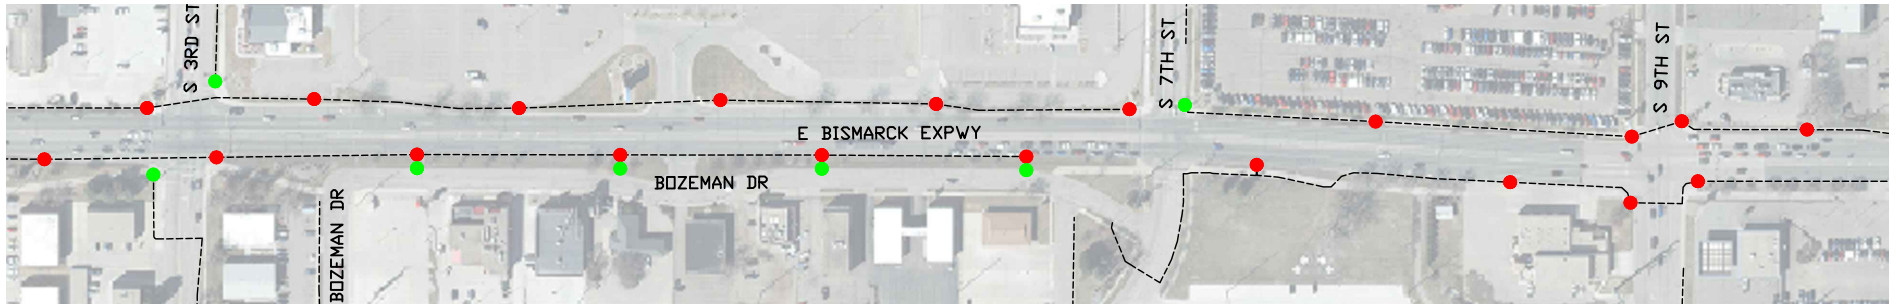 S 3RD ST
S 7TH ST
S 9TH ST
E BISMARCK EXPWY
BOZEMAN DR
BOZEMAN DR